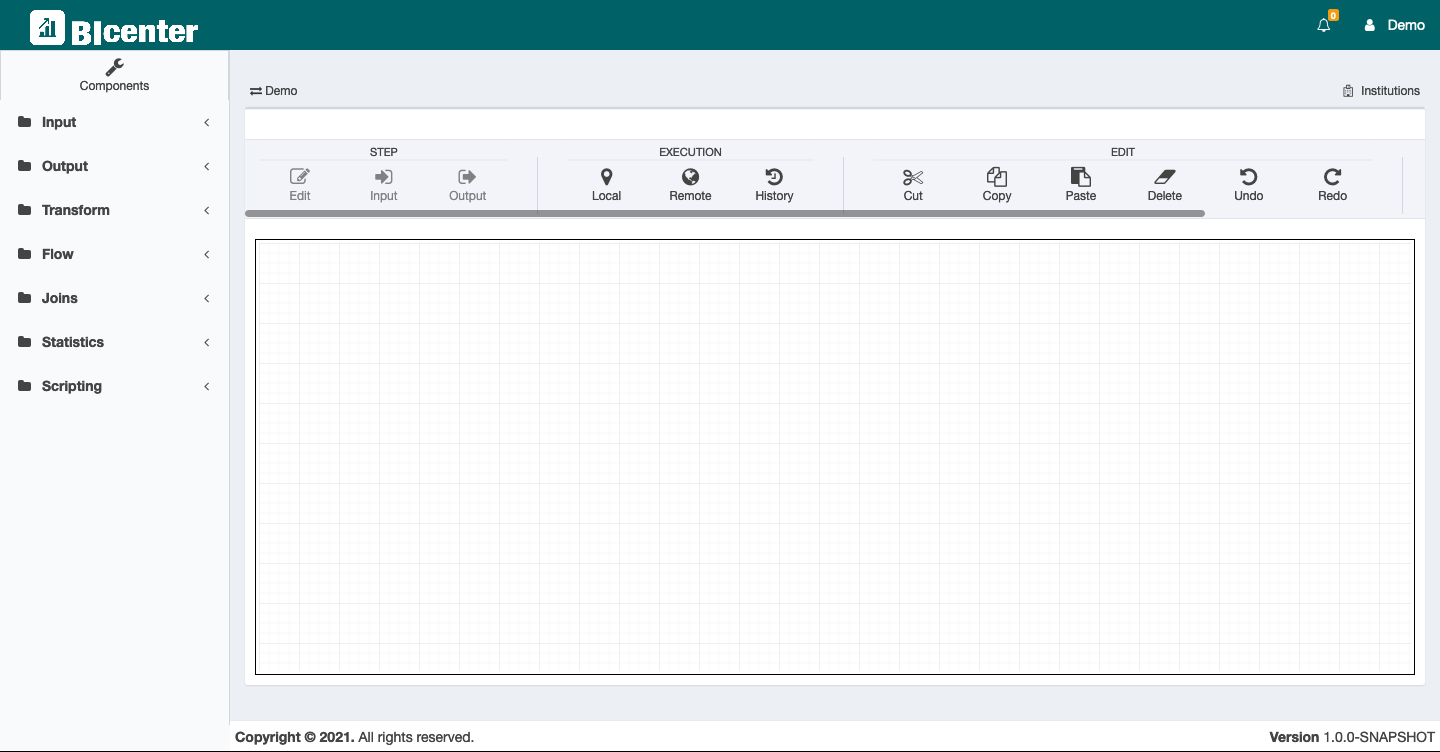 BIcenter
0
Demo
Components
Demo
Institutions
Input
Output
Transform
Flow
Joins
Statistics
Scripting
STEP
EXECUTION
EDIT
Edit Input Output Local Remote History Cut Copy Paste Delete Undo Redo
Copyright © 2021. All rights reserved.
Version 1.0.0-SNAPSHOT